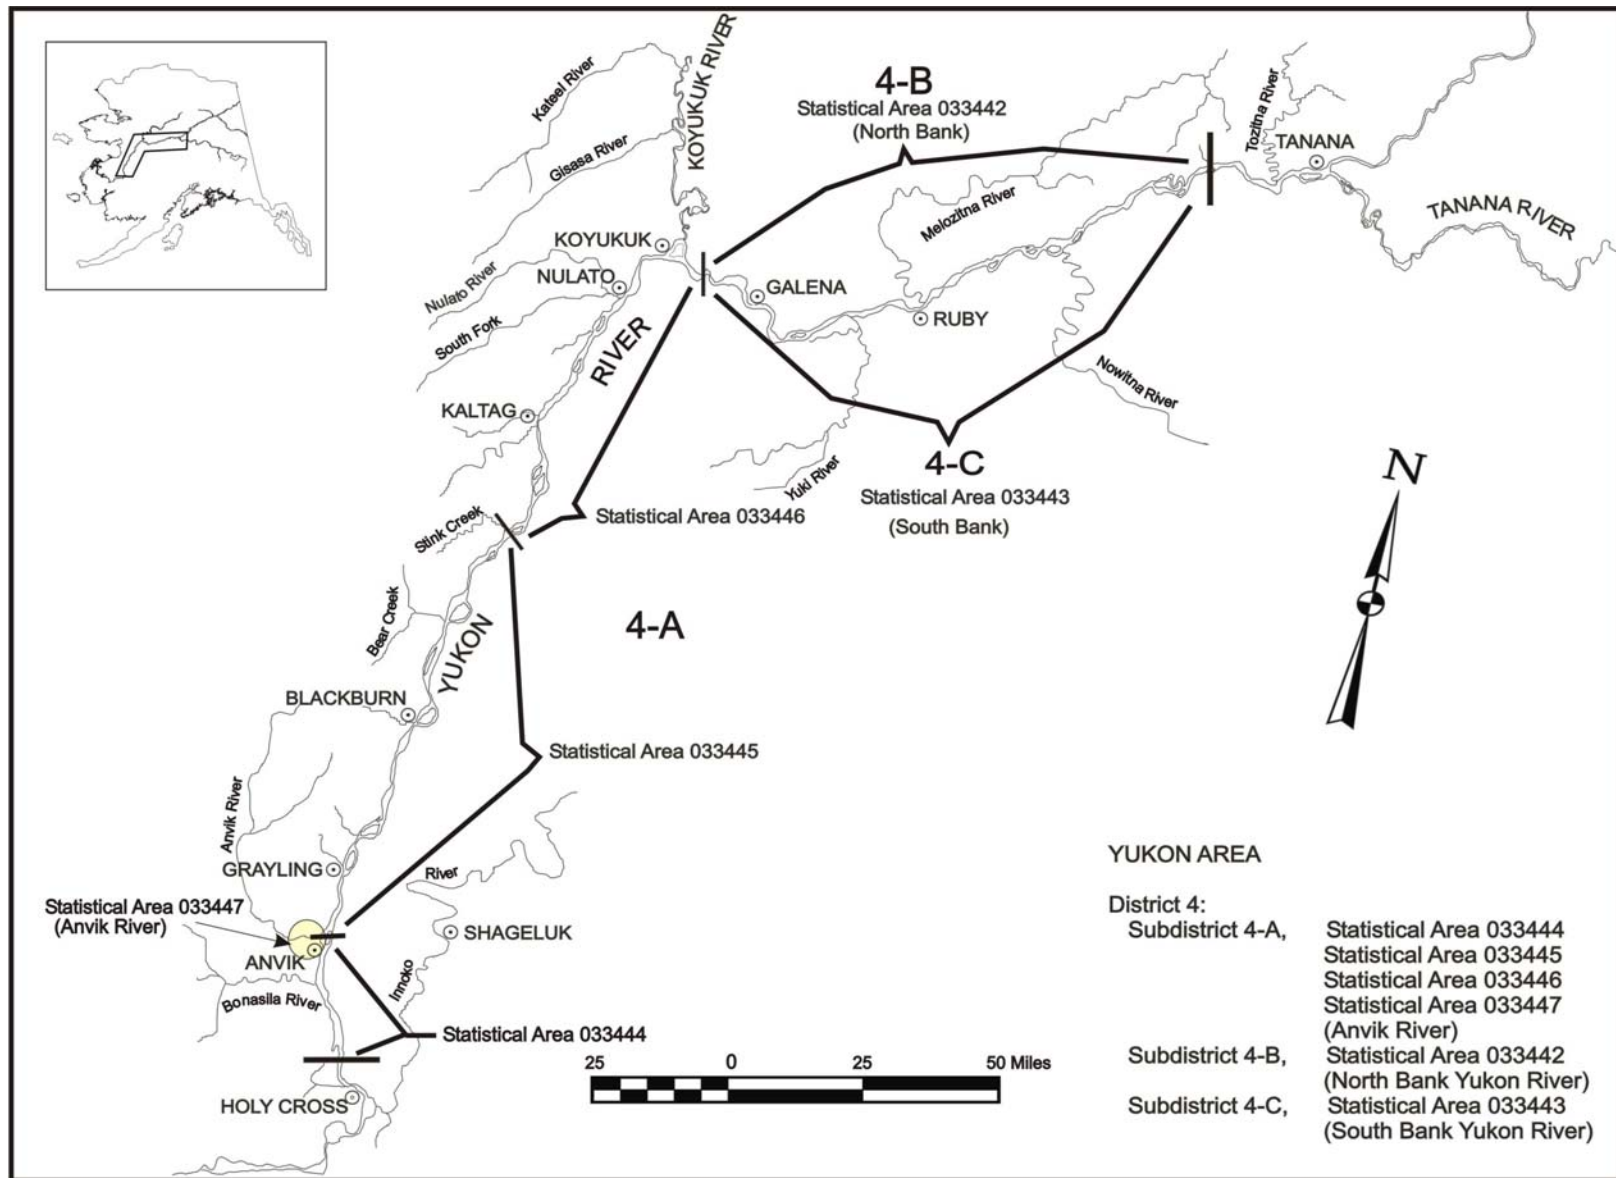 Kateel River
KOYUKUK RIVER
4-B
Statistical Area 033442
(North Bank)
Tozitna River
TANANA
Gisasa River
Melozitna River
TANANA RIVER
KOYUKUK
NULATO
Nulato River
GALENA
RUBY
South Fork
RIVER
Nowitna River
KALTAG
4-C
Statistical Area 033443
(South Bank)
Yuki River
N
Stink Creek
Statistical Area 033446
Bear Creek
4-A
YUKON
BLACKBURN
Statistical Area 033445
Anvik River
GRAYLING
River
Statistical Area 033447
(Anvik River)
SHAGELUK
ANVIK
Innoko
Bonasila River
Statistical Area 033444
25 0 25 50 Miles
HOLY CROSS
YUKON AREA
District 4:
Subdistrict 4-A, Statistical Area 033444
Statistical Area 033445
Statistical Area 033446
Statistical Area 033447
(Anvik River)
Subdistrict 4-B, Statistical Area 033442
(North Bank Yukon River)
Subdistrict 4-C, Statistical Area 033443
(South Bank Yukon River)